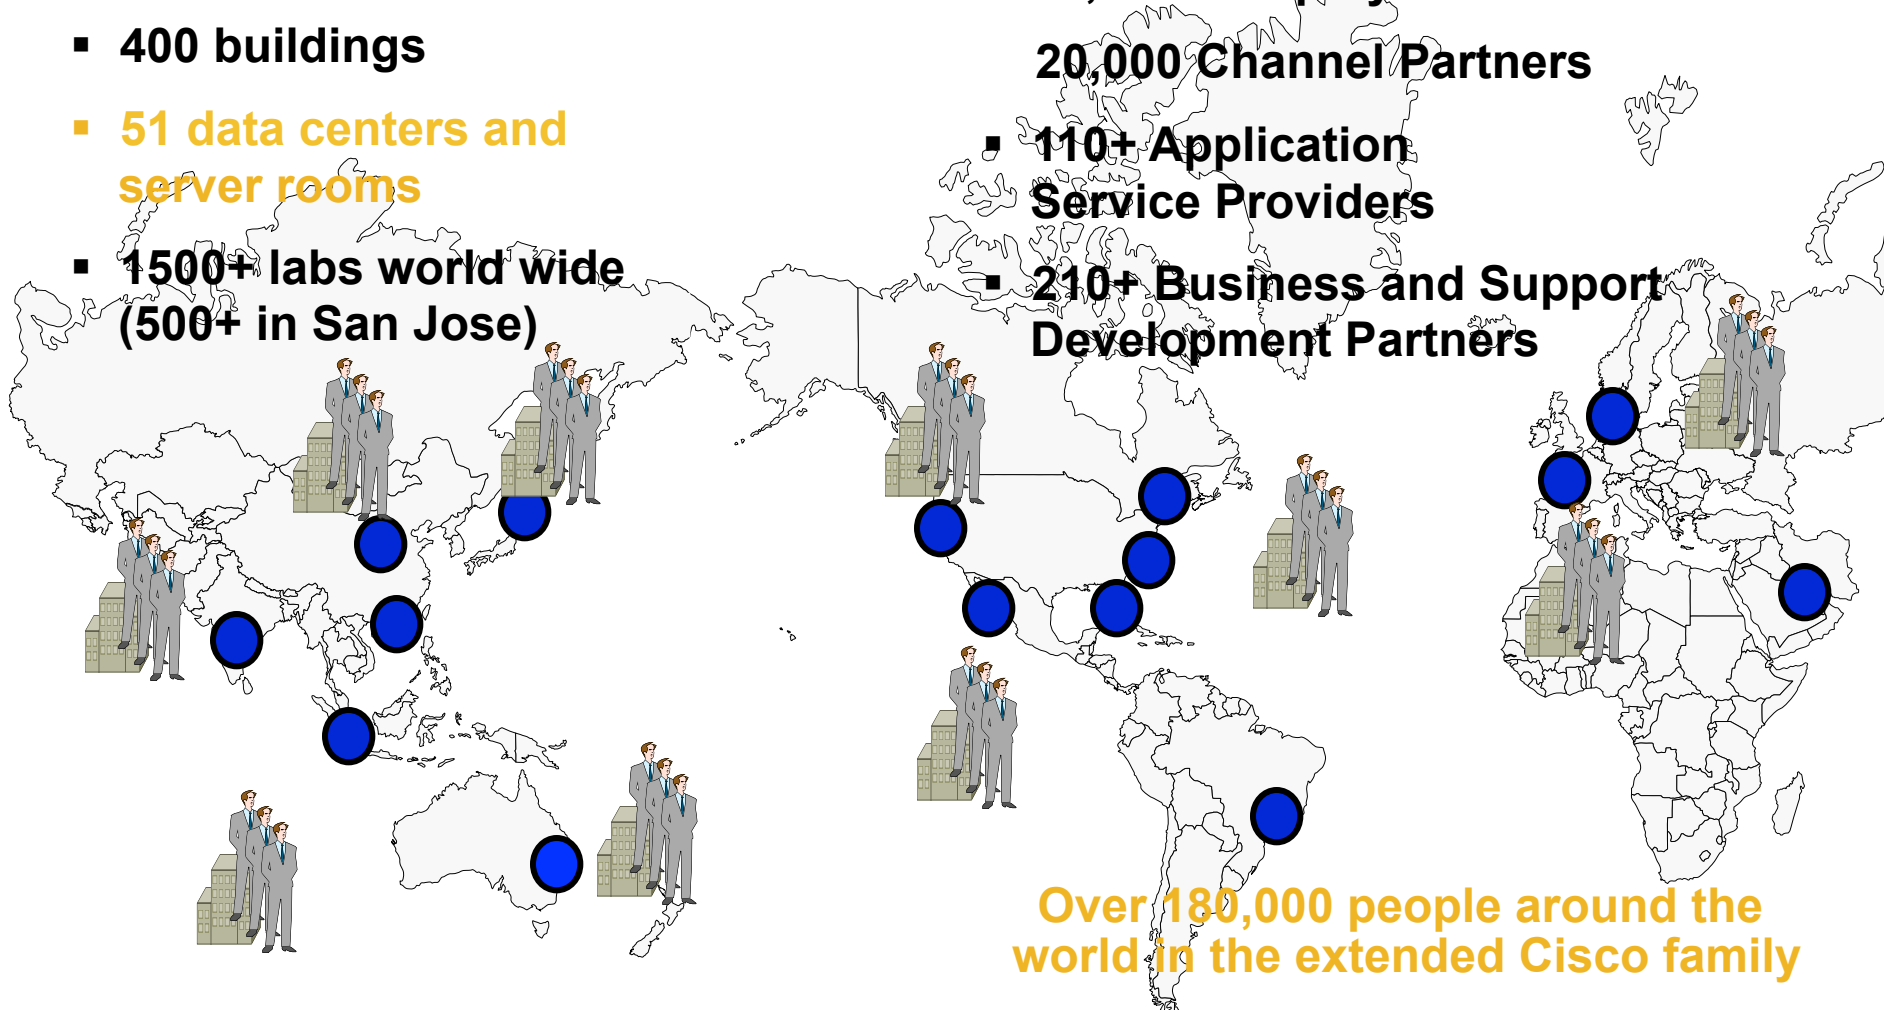 ▪ 400 buildings
▪ 51 data centers and
server rooms
▪ 1500+ labs world wide
(500+ in San Jose)
20,000 Channel Partners
▪ 110+ Application
Service Providers
▪ 210+ Business and Support
Development Partners
Over 180,000 people around the
world in the extended Cisco family